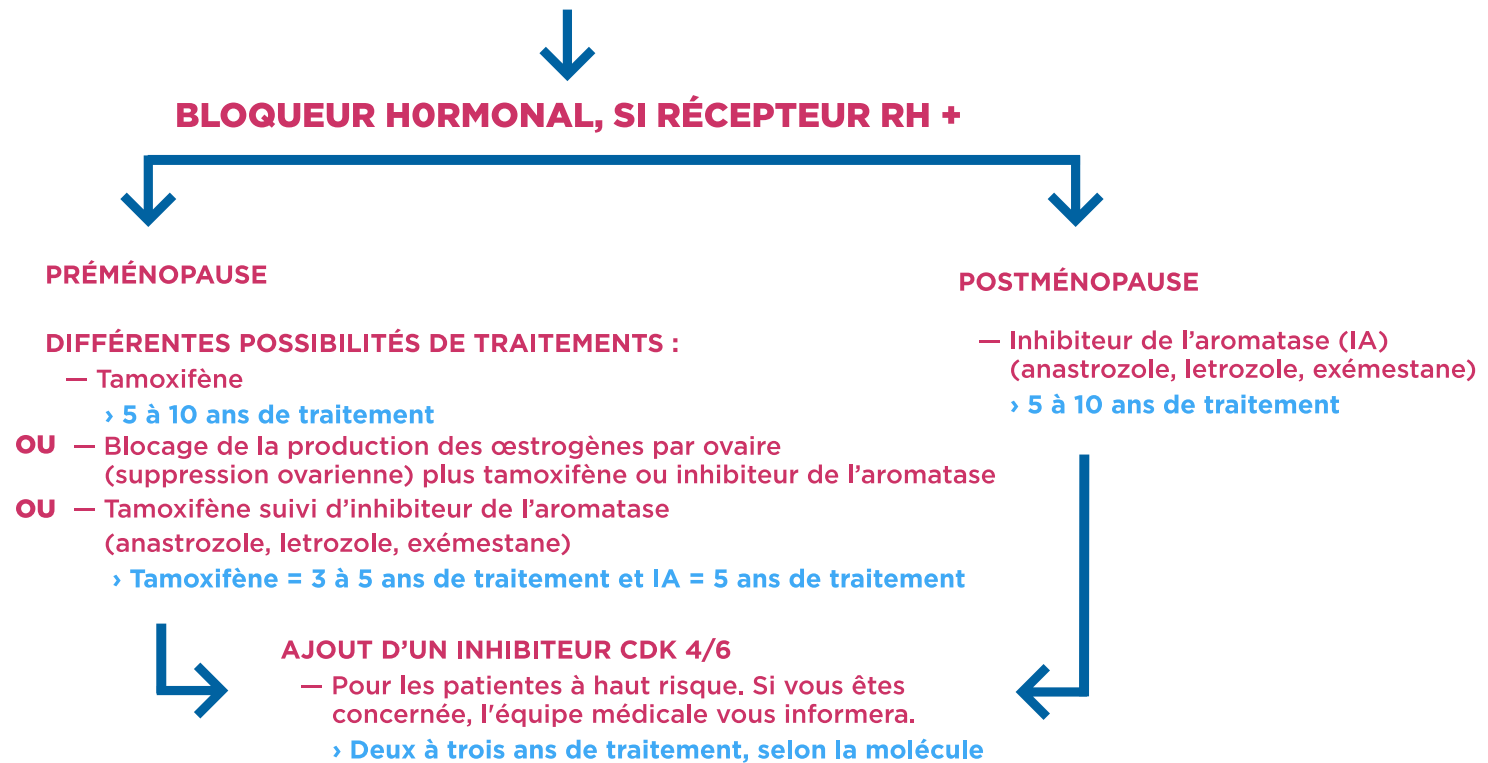 BLOQUEUR H0RMONAL, SI RÉCEPTEUR RH +
PRÉMÉNOPAUSE
DIFFÉRENTES POSSIBILITÉS DE TRAITEMENTS :
— Tamoxifène
› 5 à 10 ans de traitement
OU — Blocage de la production des œstrogènes par ovaire
(suppression ovarienne) plus tamoxifène ou inhibiteur de l’aromatase
OU — Tamoxifène suivi d’inhibiteur de l’aromatase
(anastrozole, letrozole, exémestane)
› Tamoxifène = 3 à 5 ans de traitement et IA = 5 ans de traitement
POSTMÉNOPAUSE
— Inhibiteur de l’aromatase (IA)
(anastrozole, letrozole, exémestane)
› 5 à 10 ans de traitement
AJOUT D’UN INHIBITEUR CDK 4/6
— Pour les patientes à haut risque. Si vous êtes
concernée, l'équipe médicale vous informera.
› Deux à trois ans de traitement, selon la molécule